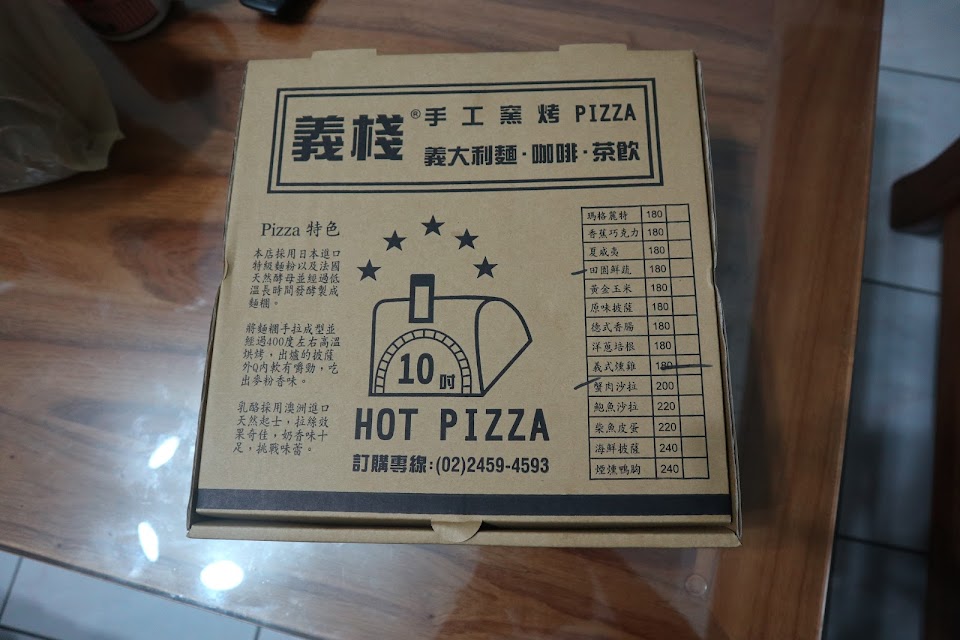 義棧® 手工窯烤 PIZZA
義大利麵·咖啡·茶飲
Pizza 特色
本店採用日本進口
特級麵粉以及法國
天然酵母並經過低
溫長時間發酵製成
麵糰。
將麵糰手拉成型並
經過400度左右高溫
烘烤，出爐的披薩
外Q內軟有嚼勁，吃
出麥粉香味。
乳酪採用澳洲進口
天然起士，拉絲效
果奇佳，奶香味十
足，挑戰味蕾。
10吋
HOT PIZZA
訂購專線:(02)2459-4593
瑪格麗特 180
香蕉巧克力 180
夏威夷 180
田園鮮蔬 180
黃金玉米 180
原味披薩 180
德式香腸 180
洋蔥培根 180
義式燻雞 180
蟹肉沙拉 200
鮑魚沙拉 220
柴魚皮蛋 220
海鮮披薩 240
煙燻鴨胸 240